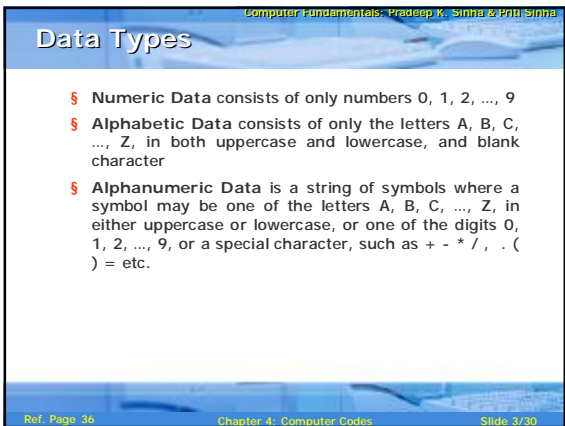 Computer Fundamentals: Pradeep K. Sinha & Priti Sinha
Data Types
§ Numeric Data consists of only numbers 0, 1, 2, …, 9
§ Alphabetic Data consists of only the letters A, B, C,
…, Z, in both uppercase and lowercase, and blank
character
§ Alphanumeric Data is a string of symbols where a
symbol may be one of the letters A, B, C, …, Z, in
either uppercase or lowercase, or one of the digits 0,
1, 2, …, 9, or a special character, such as + - * / , . (
) = etc.
Ref. Page 36 Chapter 4: Computer Codes Slide 3/30